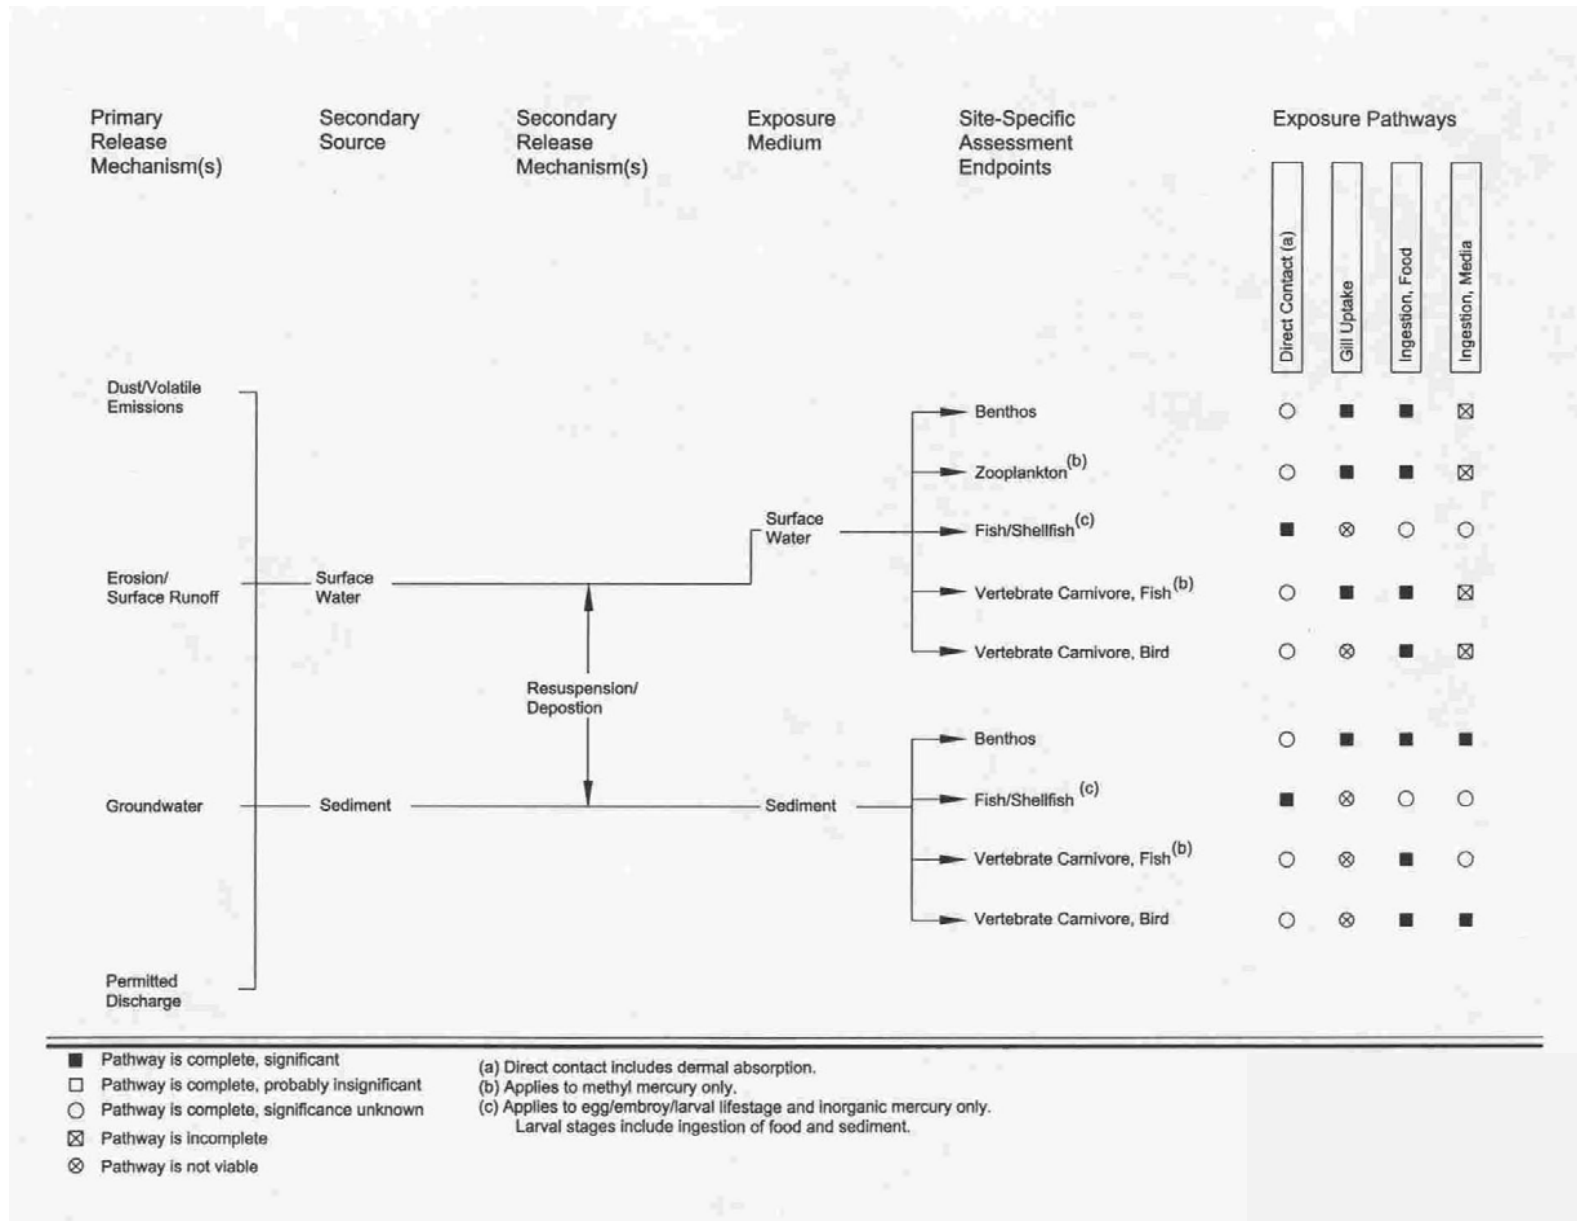 Primary
Release
Mechanism(s)
Secondary
Source
Secondary
Release
Mechanism(s)
Exposure
Medium
Site-Specific
Assessment
Endpoints
Exposure Pathways
Direct Contact (a)
Gill Uptake
Ingestion, Food
Ingestion, Media
Dust/Volatile
Emissions
Erosion/
Surface Runoff
Groundwater
Permitted
Discharge
Surface
Water
Sediment
Resuspension/
Depostion
Surface
Water
Sediment
Benthos
Zooplankton(b)
Fish/Shellfish(c)
Vertebrate Carnivore, Fish(b)
Vertebrate Carnivore, Bird
Benthos
Fish/Shellfish (c)
Vertebrate Carnivore, Fish(b)
Vertebrate Carnivore, Bird
Pathway is complete, significant
Pathway is complete, probably insignificant
Pathway is complete, significance unknown
Pathway is incomplete
Pathway is not viable
(a) Direct contact includes dermal absorption.
(b) Applies to methyl mercury only.
(c) Applies to egg/embroy/larval lifestage and inorganic mercury only.
Larval stages include ingestion of food and sediment.